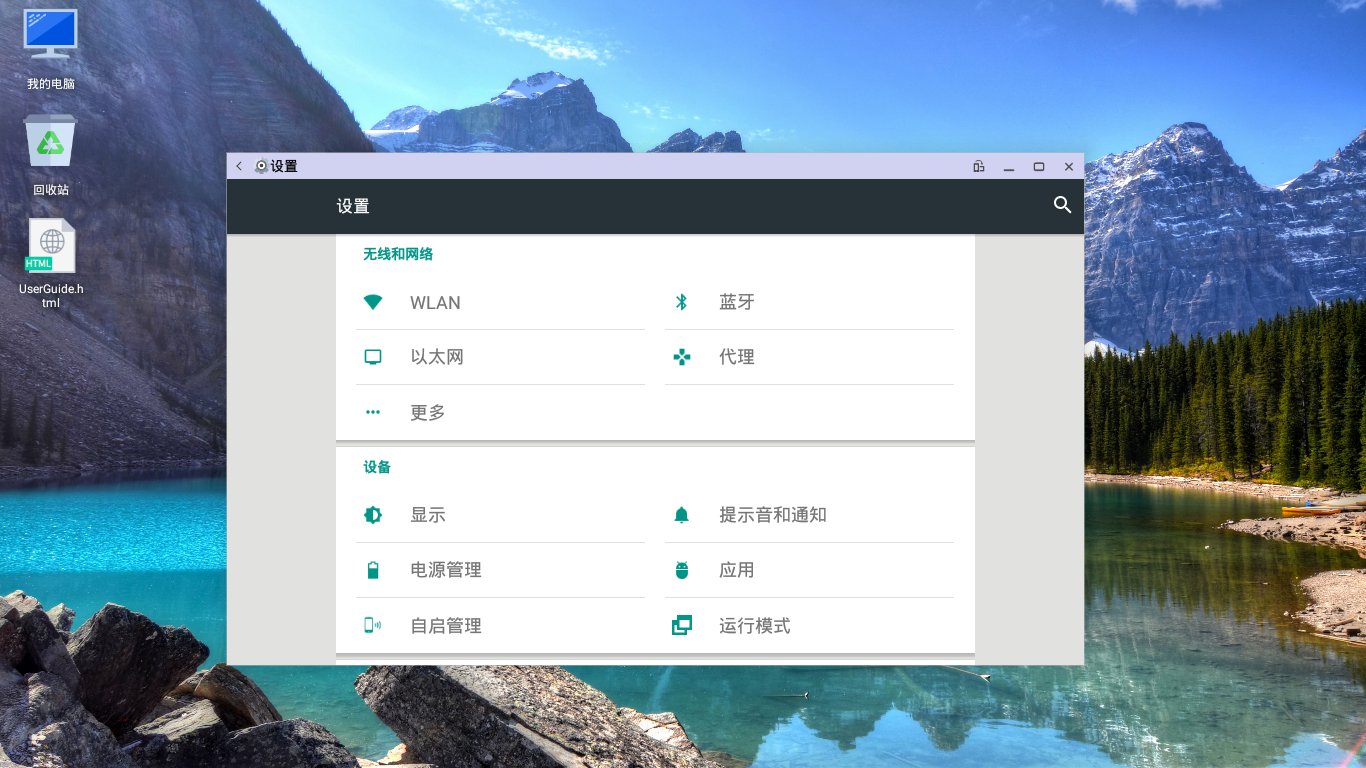 我的电脑
回收站
HTML
UserGuide.h
tml
设置
设置
无线和网络
WLAN
蓝牙
以太网
代理
更多
设备
显示
提示音和通知
电源管理
应用
自启管理
运行模式